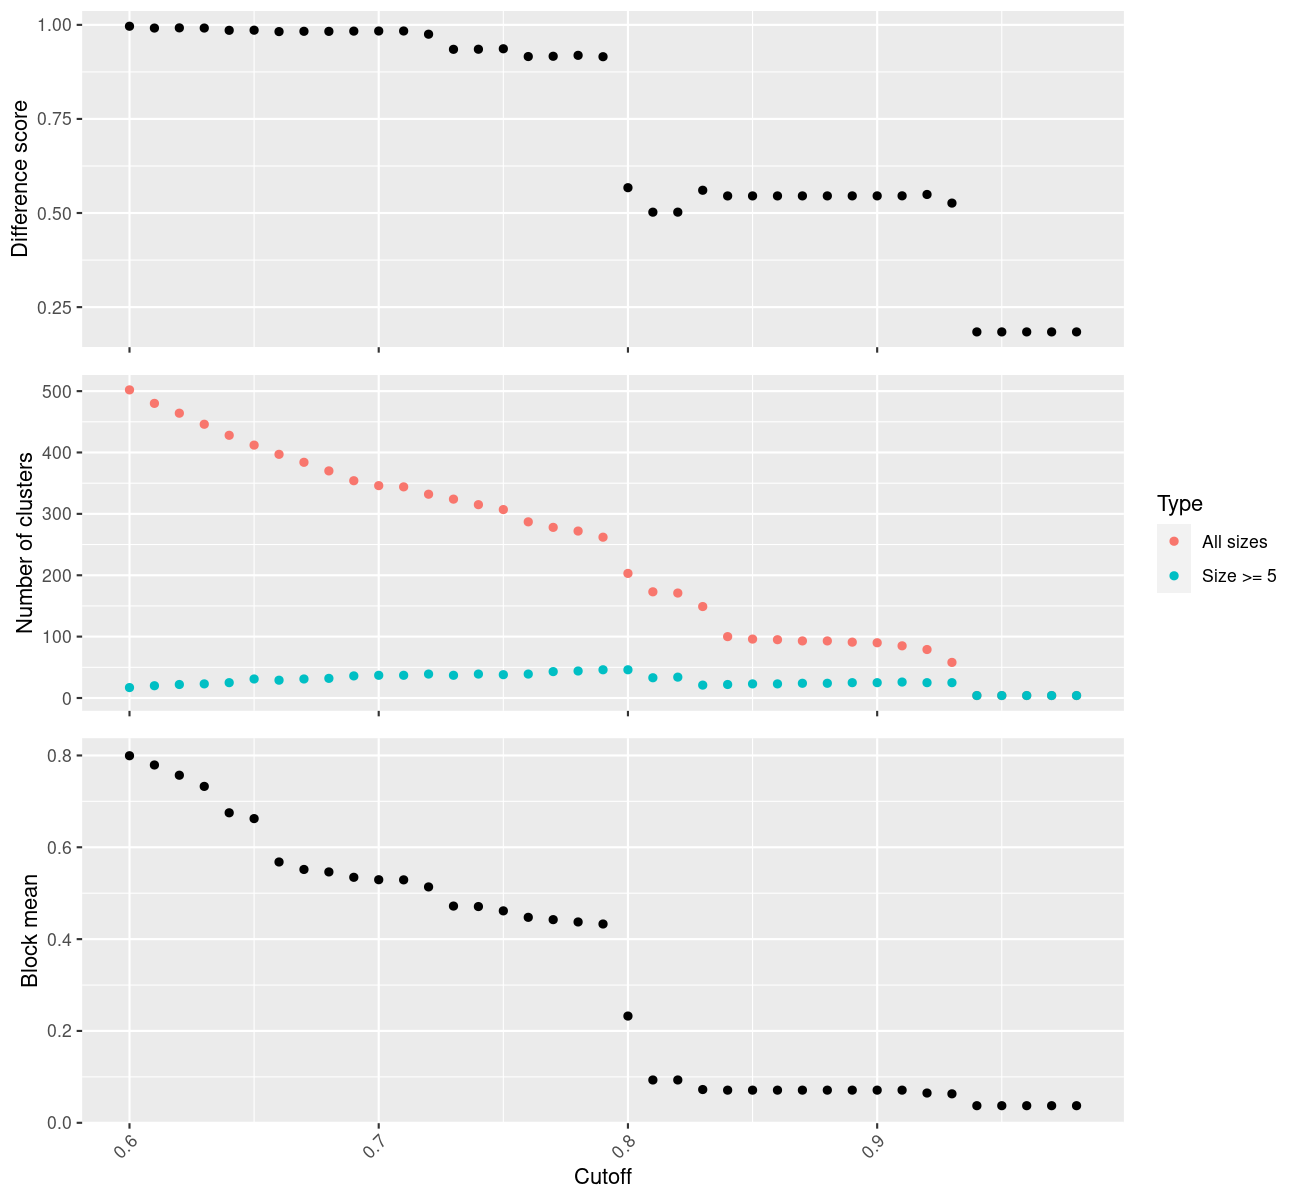 1.00
0.75
0.50
0.25
Difference score
500
400
300
200
100
0
Number of clusters
Type
All sizes
Size >= 5
0.8
0.6
0.4
0.2
0.0
Block mean
0.6 0.7 0.8 0.9
Cutoff